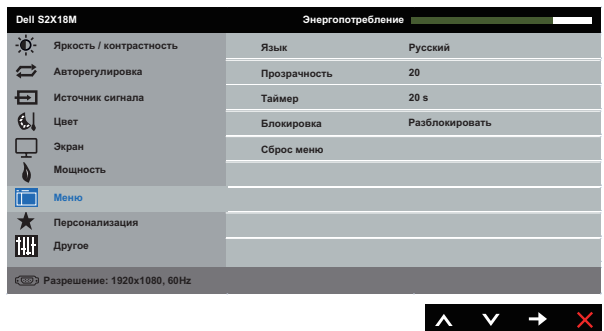 Dell S2X18M Энергопотребление
Яркость / контрастность
Авторегулировка
Источник сигнала
Цвет
Экран
Мощность
Меню
Персонализация
Другое
Язык Русский
Прозрачность 20
Таймер 20 s
Блокировка Разблокировать
Сброс меню
Разрешение: 1920x1080, 60Hz